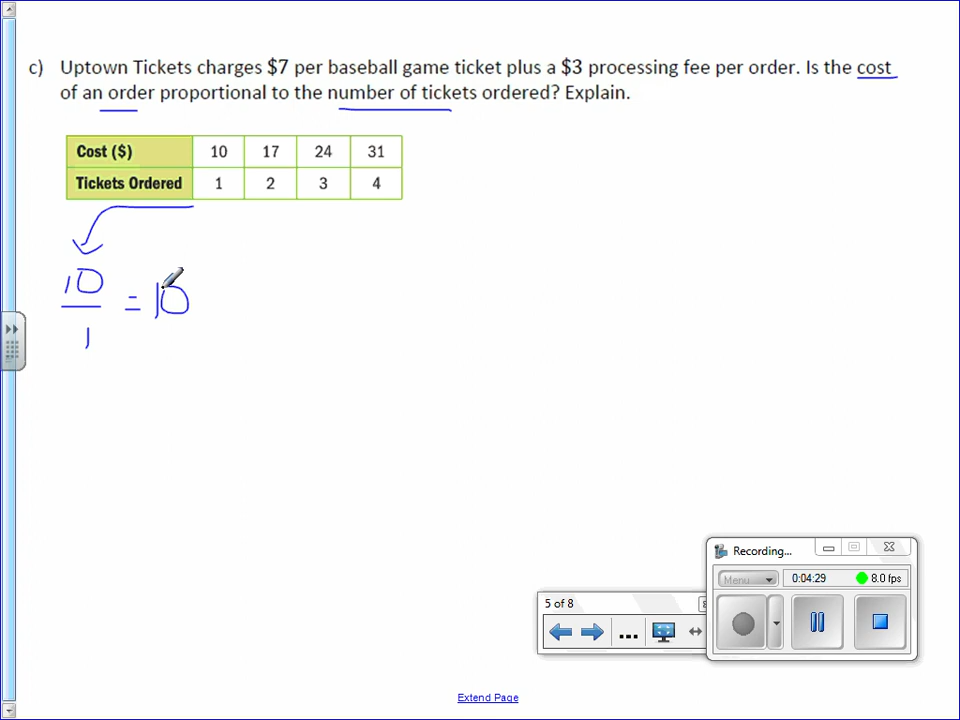 c) Uptown Tickets charges $7 per baseball game ticket plus a $3 processing fee per order. Is the cost
of an order proportional to the number of tickets ordered? Explain.
Cost ($) 10 17 24 31
Tickets Ordered 1 2 3 4
10
= 10
1
Recording...
Menu 0:04:29 8.0 fps
5 of 8
...
Extend Page